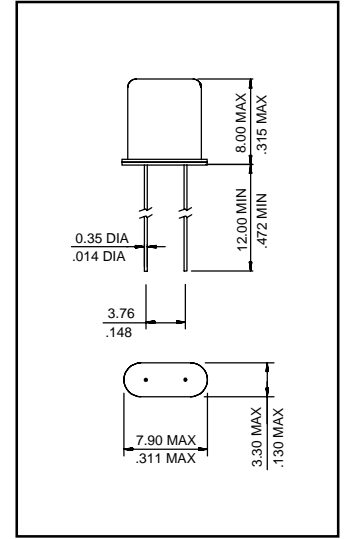 8.00 MAX
.315 MAX
12.00 MIN
.472 MIN
0.35 DIA
.014 DIA
3.76
.148
7.90 MAX
.311 MAX
3.30 MAX
.130 MAX